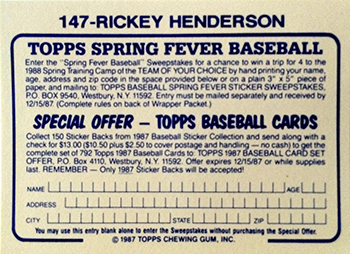 147-RICKEY HENDERSON
TOPPS SPRING FEVER BASEBALL
Enter the "Spring Fever Baseball" Sweepstakes for a chance to win a trip for 4 to the
1988 Spring Training Camp of the TEAM OF YOUR CHOICE by hand printing your name,
age, address and zip code in the space provided below or on a plain 3" x 5" piece of
paper, and mailing to: TOPPS BASEBALL SPRING FEVER STICKER SWEEPSTAKES,
P.O. BOX 9540, Westbury, N.Y. 11592. Entry must be mailed separately and received by
12/15/87. (Complete rules on back of Wrapper Packet.)
SPECIAL OFFER – TOPPS BASEBALL CARDS
Collect 150 Sticker Backs from 1987 Baseball Sticker Collection and send along with a
check for $13.00 ($10.50 plus $2.50 to cover postage and handling — no cash) to get the
complete set of 792 Topps 1987 Baseball Cards to: TOPPS 1987 BASEBALL CARD SET
OFFER, P.O. Box 4110, Westbury, N.Y. 11592. Offer expires 12/15/87 or while supplies
last. REMEMBER — Only 1987 Sticker Backs will be accepted!
NAME AGE
ADDRESS
CITY STATE ZIP
You may use this entry blank alone to enter the Sweepstakes without purchasing the Special Offer.
© 1987 TOPPS CHEWING GUM, INC.